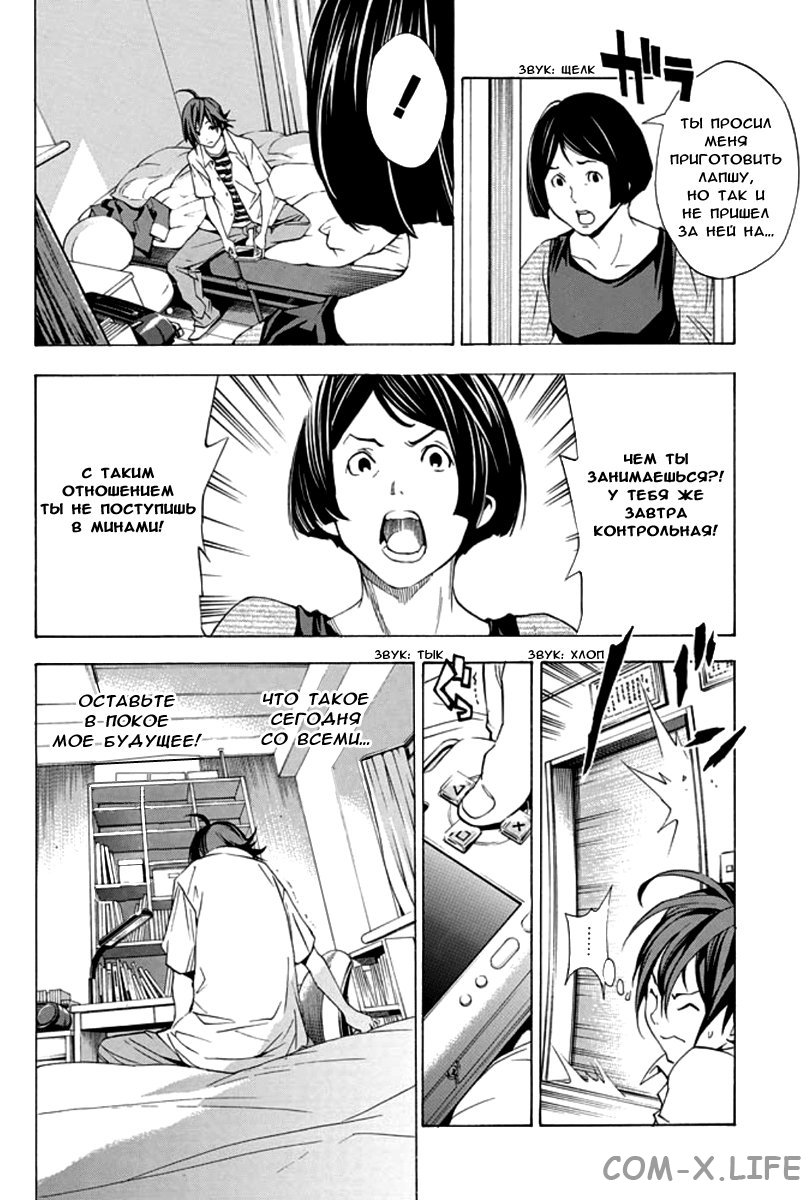 ЗВУК: ЩЕЛК
ガラ
ТЫ ПРОСИЛ
МЕНЯ
ПРИГОТОВИТЬ
ЛАПШУ,
НО ТАК И
НЕ ПРИШЕЛ
ЗА НЕЙ НА...
!
ЧЕМ ТЫ
ЗАНИМАЕШЬСЯ?!
У ТЕБЯ ЖЕ
ЗАВТРА
КОНТРОЛЬНАЯ!
С ТАКИМ
ОТНОШЕНИЕМ
ТЫ НЕ ПОСТУПИШЬ
В МИНАМИ!
ЗВУК: ХЛОП
......
ЗВУК: ТЫК
△
□
X
ЧТО ТАКОЕ
СЕГОДНЯ
СО ВСЕМИ...
ОСТАВЬТЕ
В ПОКОЕ
МОЕ БУДУЩЕЕ!
COM-X.LIFE